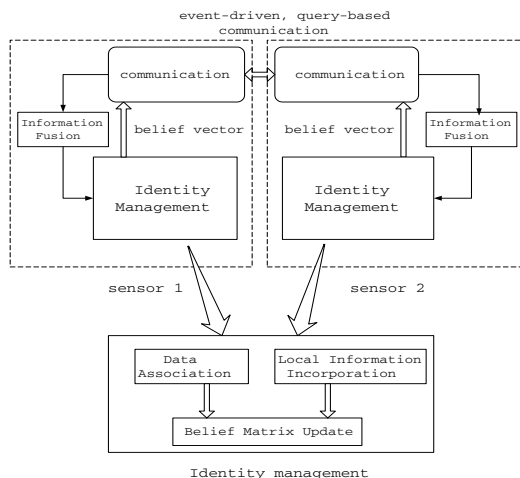 event-driven, query-based
communication
communication
communication
Information
Fusion
belief vector
belief vector
Information
Fusion
Identity
Management
Identity
Management
sensor 1
sensor 2
Data
Association
Local Information
Incorporation
Belief Matrix Update
Identity management